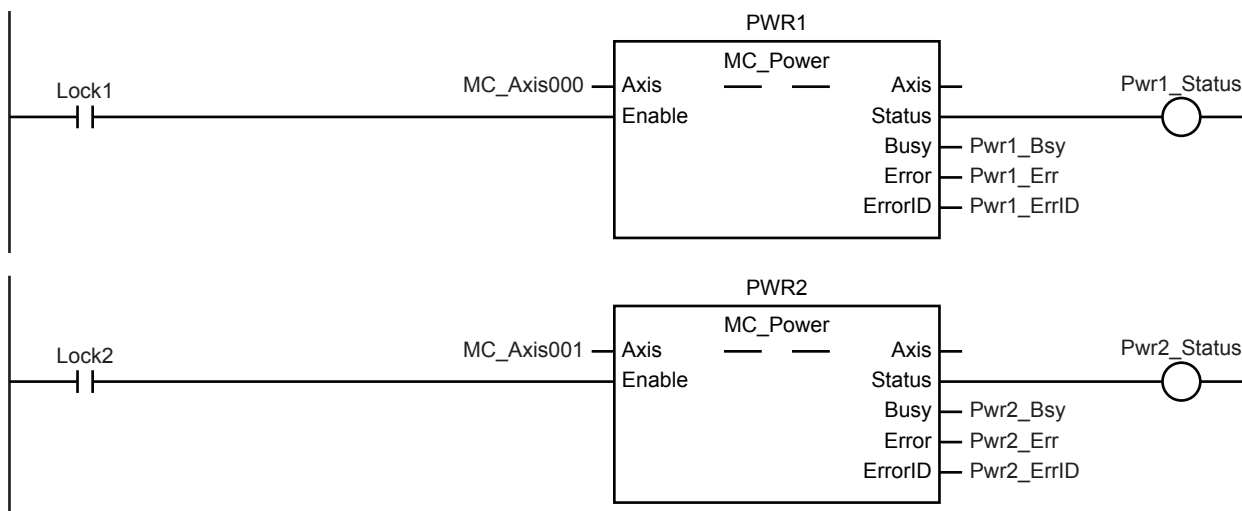 PWR1
MC_Power
MC_Axis000 Axis Axis
Lock1 Pwr1_Status
Enable Status
Busy Pwr1_Bsy
Error Pwr1_Err
ErrorID Pwr1_ErrID
PWR2
MC_Power
MC_Axis001 Axis Axis
Lock2 Pwr2_Status
Enable Status
Busy Pwr2_Bsy
Error Pwr2_Err
ErrorID Pwr2_ErrID